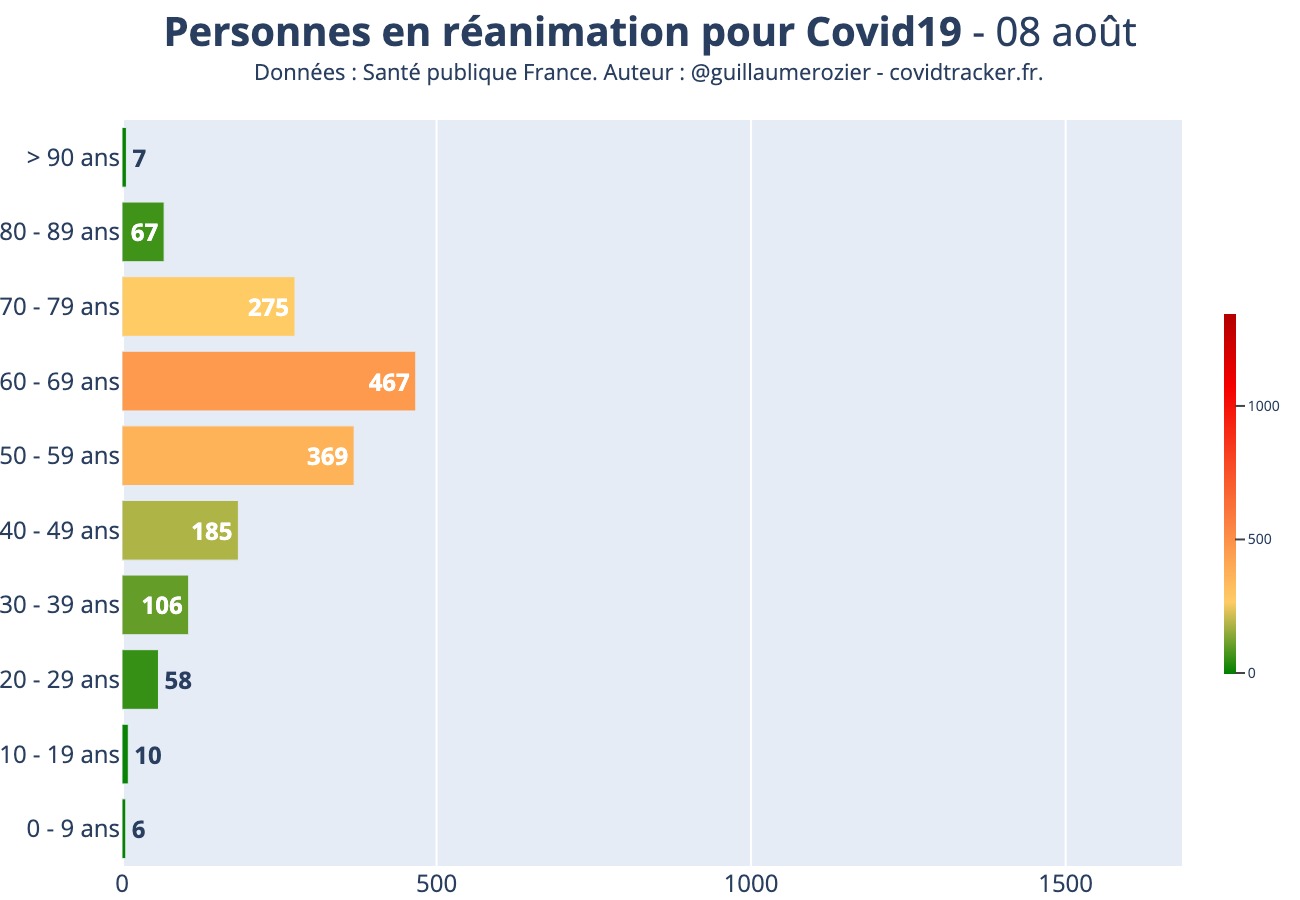 Personnes en réanimation pour Covid19 - 08 août
Données : Santé publique France. Auteur : @guillaumerozier - covidtracker.fr.
> 90 ans 7
80 - 89 ans 67
70 - 79 ans 275
60 - 69 ans 467
50 - 59 ans 369
40 - 49 ans 185
30 - 39 ans 106
20 - 29 ans 58
10 - 19 ans 10
0 - 9 ans 6
0 500 1000 1500
1000
500
0